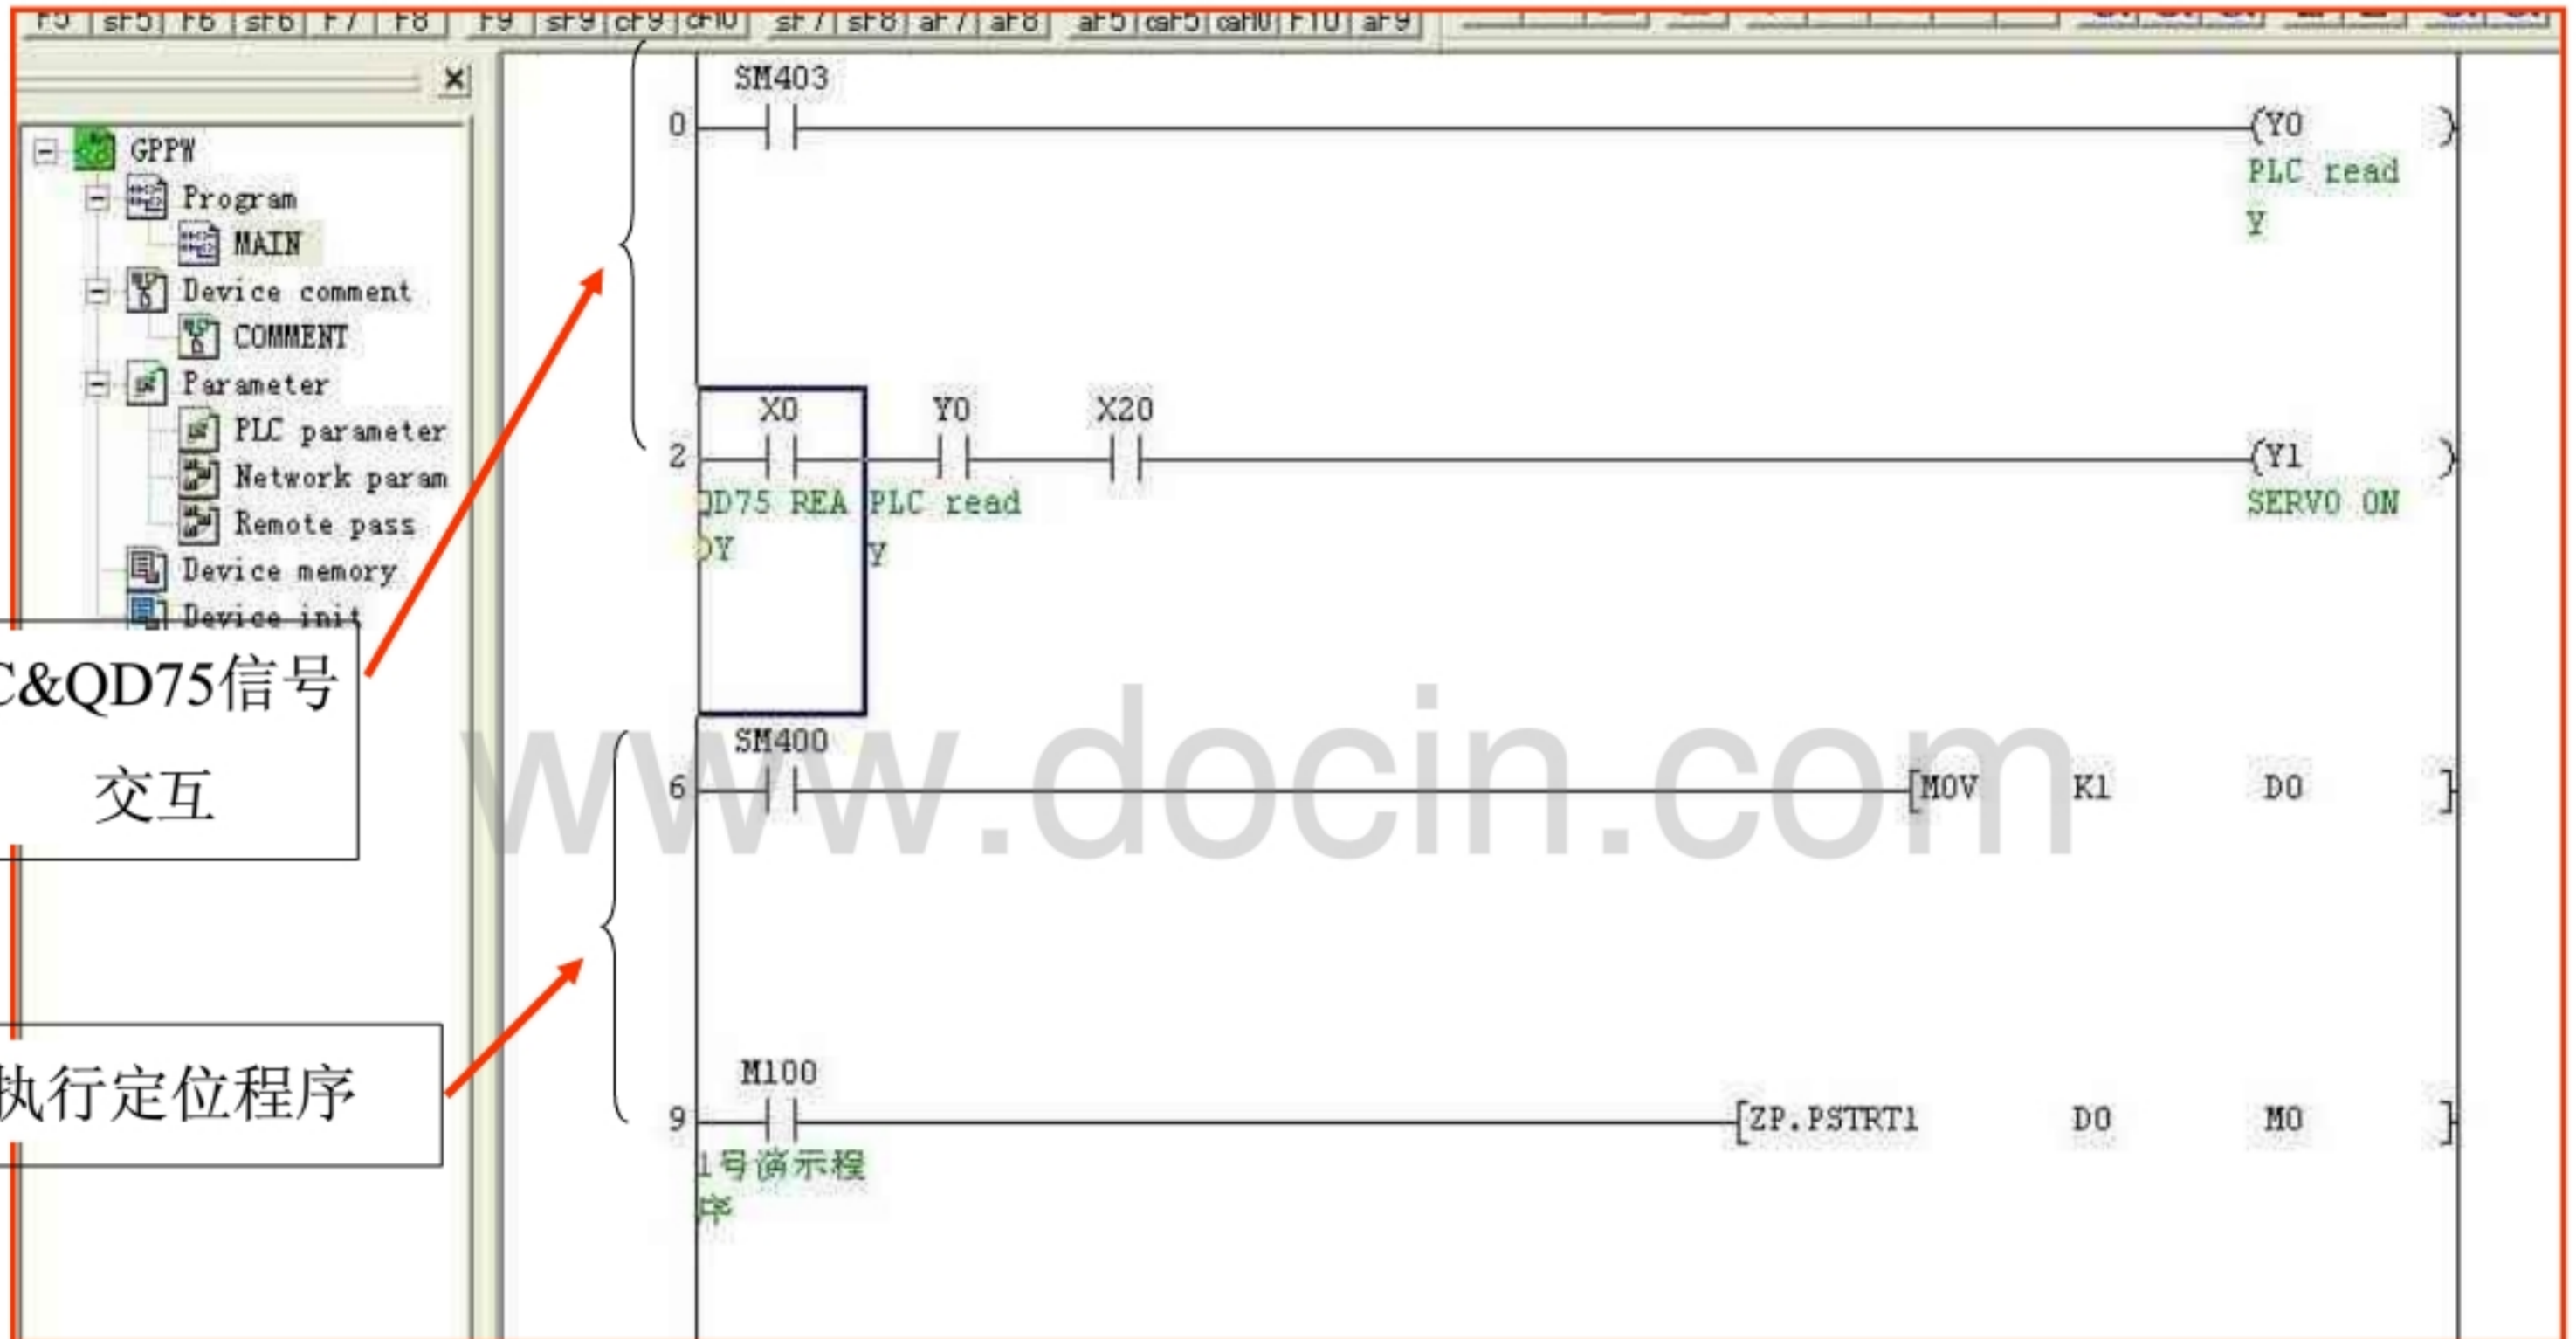 F5 sF5 F6 sF6 F7 F8 F9 sF9 cF9 cF10 sF7 sF8 aF7 aF8 aF5 caF5 caF10 F10 aF9
GPPW
Program
MAIN
Device comment
COMMENT
Parameter
PLC parameter
Network param
Remote pass
Device memory
Device init
C&QD75信号
交互
执行定位程序
SM403
0 (Y0 )
PLC read
y
X0 Y0 X20
2 (Y1 )
QD75 REA PLC read SERVO ON
DY y
SM400
6 [MOV K1 D0 ]
M100
9 [ZP.PSTRT1 D0 M0 ]
1号演示程
序
www.docin.com